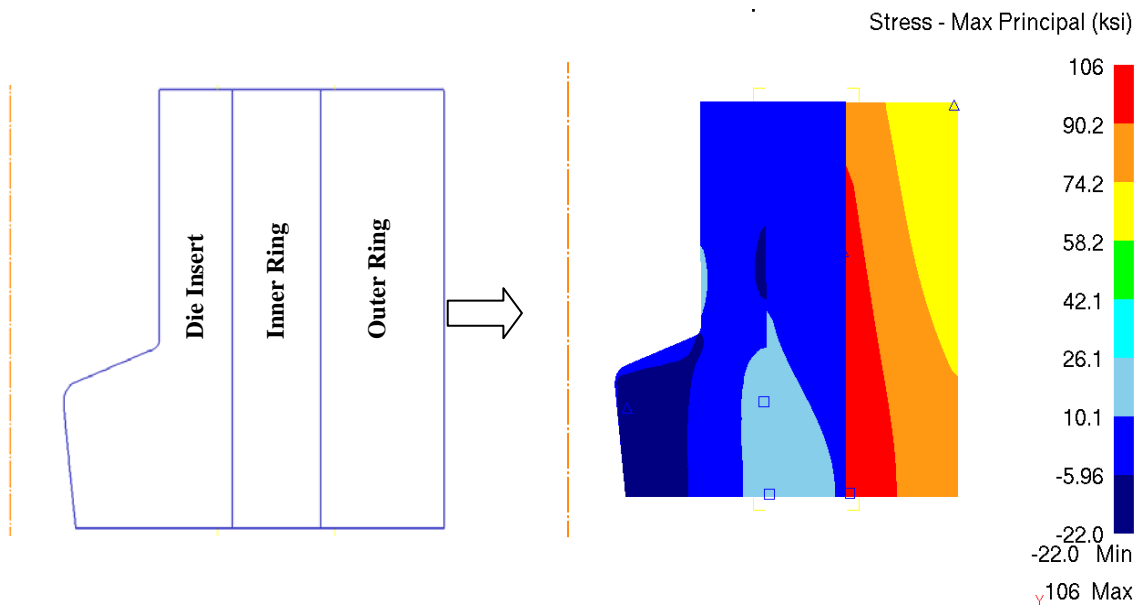 Stress - Max Principal (ksi)
Die Insert
Inner Ring
Outer Ring
106
90.2
74.2
58.2
42.1
26.1
10.1
-5.96
-22.0
-22.0 Min
Y 106 Max